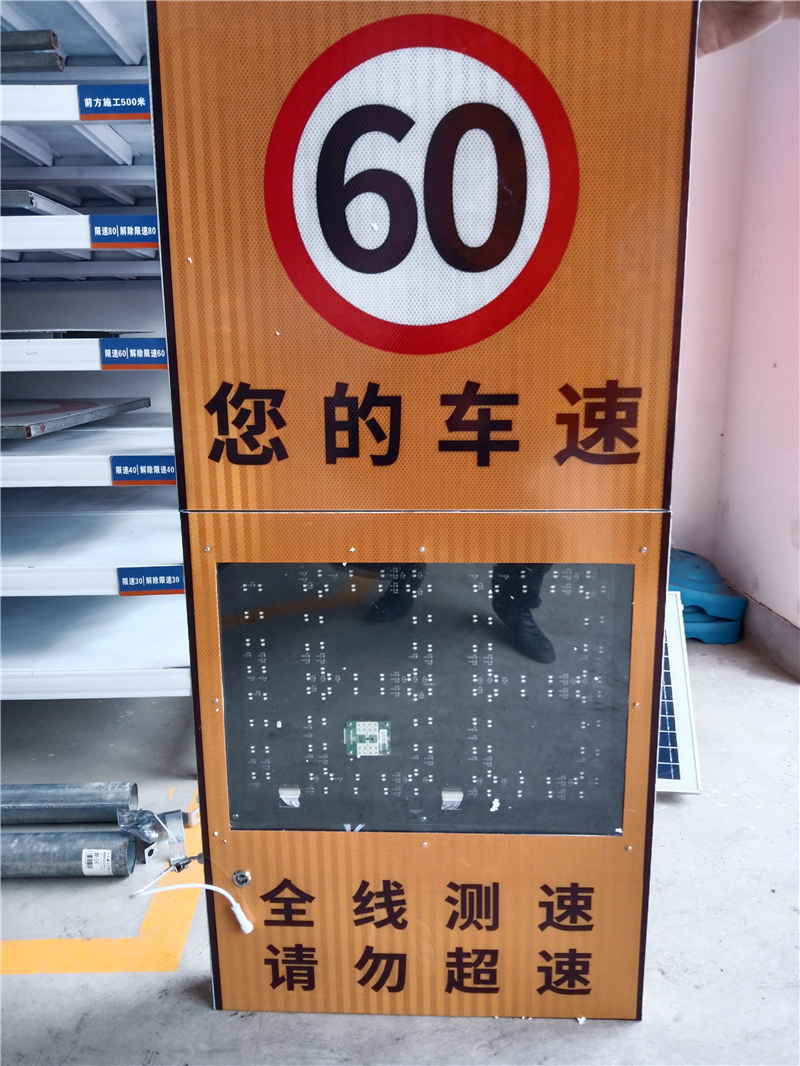 60
您的车速
全线测速
请勿超速
前方施工500米
限速80|解除限速80
限速60|解除限速60
限速40|解除限速40
限速30|解除限速30